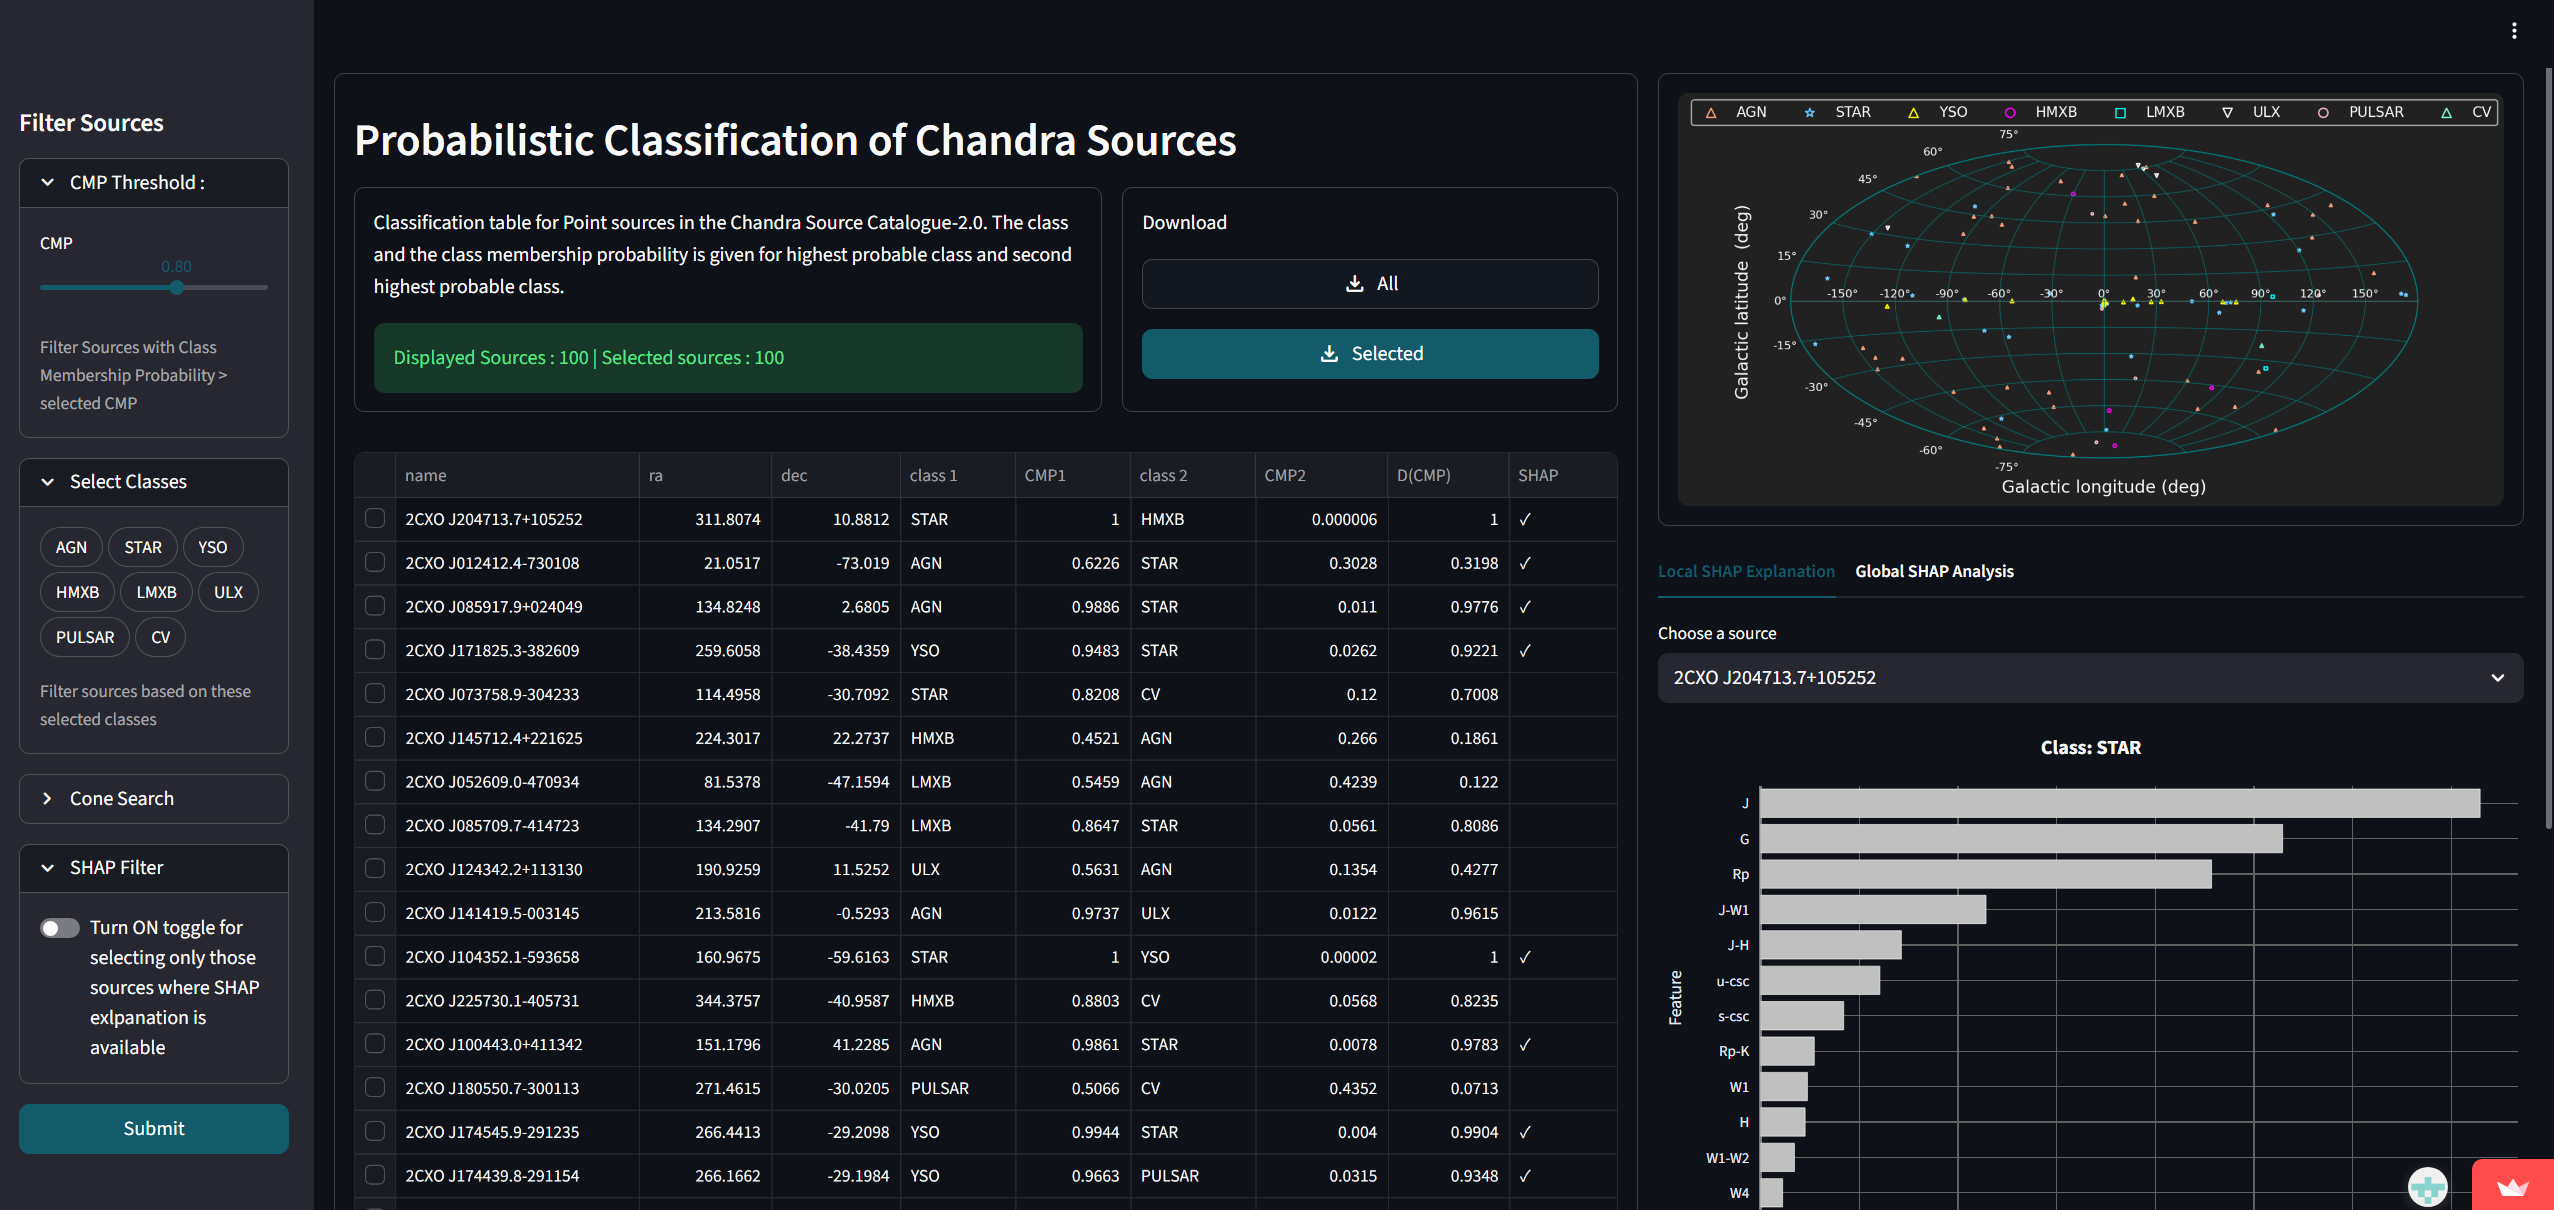 Filter Sources
CMP Threshold :
CMP
0.80
Filter Sources with Class
Membership Probability >
selected CMP
Select Classes
AGN STAR YSO
HMXB LMXB ULX
PULSAR CV
Filter sources based on these
selected classes
Cone Search
SHAP Filter
Turn ON toggle for
selecting only those
sources where SHAP
exlpanation is
available
Submit
Probabilistic Classification of Chandra Sources
Classification table for Point sources in the Chandra Source Catalogue-2.0. The class
and the class membership probability is given for highest probable class and second
highest probable class.
Displayed Sources : 100 | Selected sources : 100
Download
All
Selected
name ra dec class 1 CMP1 class 2 CMP2 D(CMP) SHAP
2CXO J204713.7+105252 311.8074 10.8812 STAR 1 HMXB 0.000006 1 ✓
2CXO J012412.4-730108 21.0517 -73.019 AGN 0.6226 STAR 0.3028 0.3198 ✓
2CXO J085917.9+024049 134.8248 2.6805 AGN 0.9886 STAR 0.011 0.9776 ✓
2CXO J171825.3-382609 259.6058 -38.4359 YSO 0.9483 STAR 0.0262 0.9221 ✓
2CXO J073758.9-304233 114.4958 -30.7092 STAR 0.8208 CV 0.12 0.7008
2CXO J145712.4+221625 224.3017 22.2737 HMXB 0.4521 AGN 0.266 0.1861
2CXO J052609.0-470934 81.5378 -47.1594 LMXB 0.5459 AGN 0.4239 0.122
2CXO J085709.7-414723 134.2907 -41.79 LMXB 0.8647 STAR 0.0561 0.8086
2CXO J124342.2+113130 190.9259 11.5252 ULX 0.5631 AGN 0.1354 0.4277
2CXO J141419.5-003145 213.5816 -0.5293 AGN 0.9737 ULX 0.0122 0.9615
2CXO J104352.1-593658 160.9675 -59.6163 STAR 1 YSO 0.00002 1 ✓
2CXO J225730.1-405731 344.3757 -40.9587 HMXB 0.8803 CV 0.0568 0.8235
2CXO J100443.0+411342 151.1796 41.2285 AGN 0.9861 STAR 0.0078 0.9783 ✓
2CXO J180550.7-300113 271.4615 -30.0205 PULSAR 0.5066 CV 0.4352 0.0713
2CXO J174545.9-291235 266.4413 -29.2098 YSO 0.9944 STAR 0.004 0.9904 ✓
2CXO J174439.8-291154 266.1662 -29.1984 YSO 0.9663 PULSAR 0.0315 0.9348 ✓
AGN STAR YSO HMXB LMXB ULX PULSAR CV
75°
60°
45°
30°
15°
0° -150° -120° -90° -60° -30° 0° 30° 60° 90° 120° 150°
-15°
-30°
-45°
-60°
-75°
Galactic latitude (deg)
Galactic longitude (deg)
Local SHAP Explanation Global SHAP Analysis
Choose a source
2CXO J204713.7+105252
Class: STAR
Feature
J
G
Rp
J-W1
J-H
u-csc
s-csc
Rp-K
W1
H
W1-W2
W4